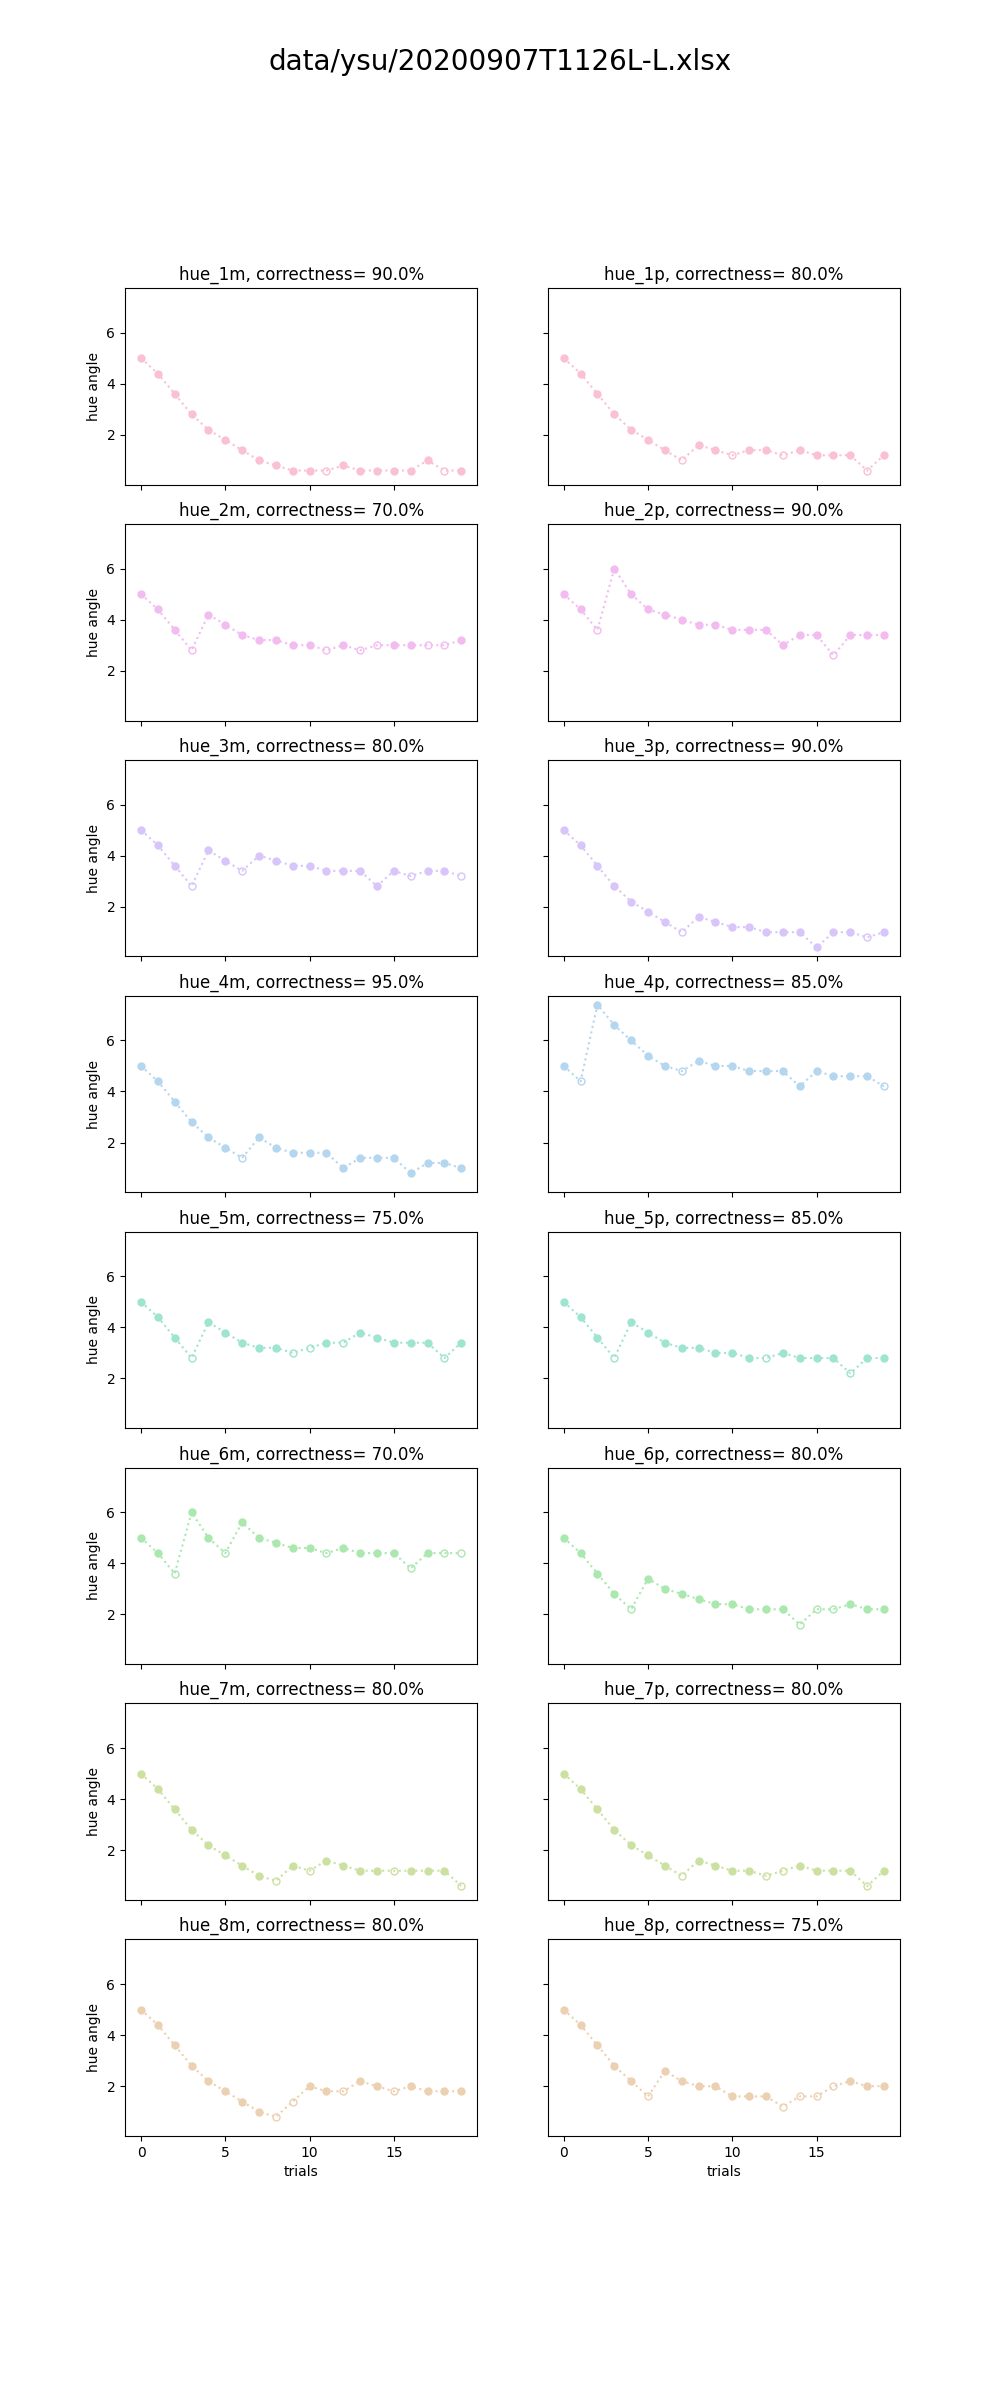 data/ysu/20200907T1126L-L.xlsx
hue_1m, correctness= 90.0%
hue_1p, correctness= 80.0%
6
4
2
hue angle
hue_2m, correctness= 70.0%
hue_2p, correctness= 90.0%
6
4
2
hue angle
hue_3m, correctness= 80.0%
hue_3p, correctness= 90.0%
6
4
2
hue angle
hue_4m, correctness= 95.0%
hue_4p, correctness= 85.0%
6
4
2
hue angle
hue_5m, correctness= 75.0%
hue_5p, correctness= 85.0%
6
4
2
hue angle
hue_6m, correctness= 70.0%
hue_6p, correctness= 80.0%
6
4
2
hue angle
hue_7m, correctness= 80.0%
hue_7p, correctness= 80.0%
6
4
2
hue angle
hue_8m, correctness= 80.0%
hue_8p, correctness= 75.0%
6
4
2
hue angle
0 5 10 15
trials
0 5 10 15
trials